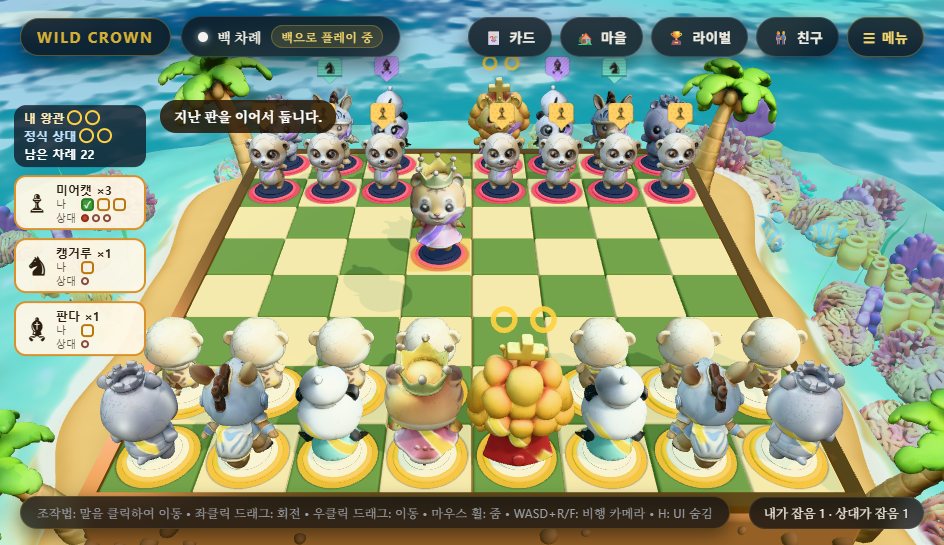 WILD CROWN
백 차례
백으로 플레이 중
카드
마을
라이벌
친구
메뉴
내 왕관
정식 상대
남은 차례 22
지난 판을 이어서 둡니다.
미어캣 ×3
나
상대
캥거루 ×1
나
상대
판다 ×1
나
상대
조작법: 말을 클릭하여 이동 • 좌클릭 드래그: 회전 • 우클릭 드래그: 이동 • 마우스 휠: 줌 • WASD+R/F: 비행 카메라 • H: UI 숨김
내가 잡음 1 · 상대가 잡음 1